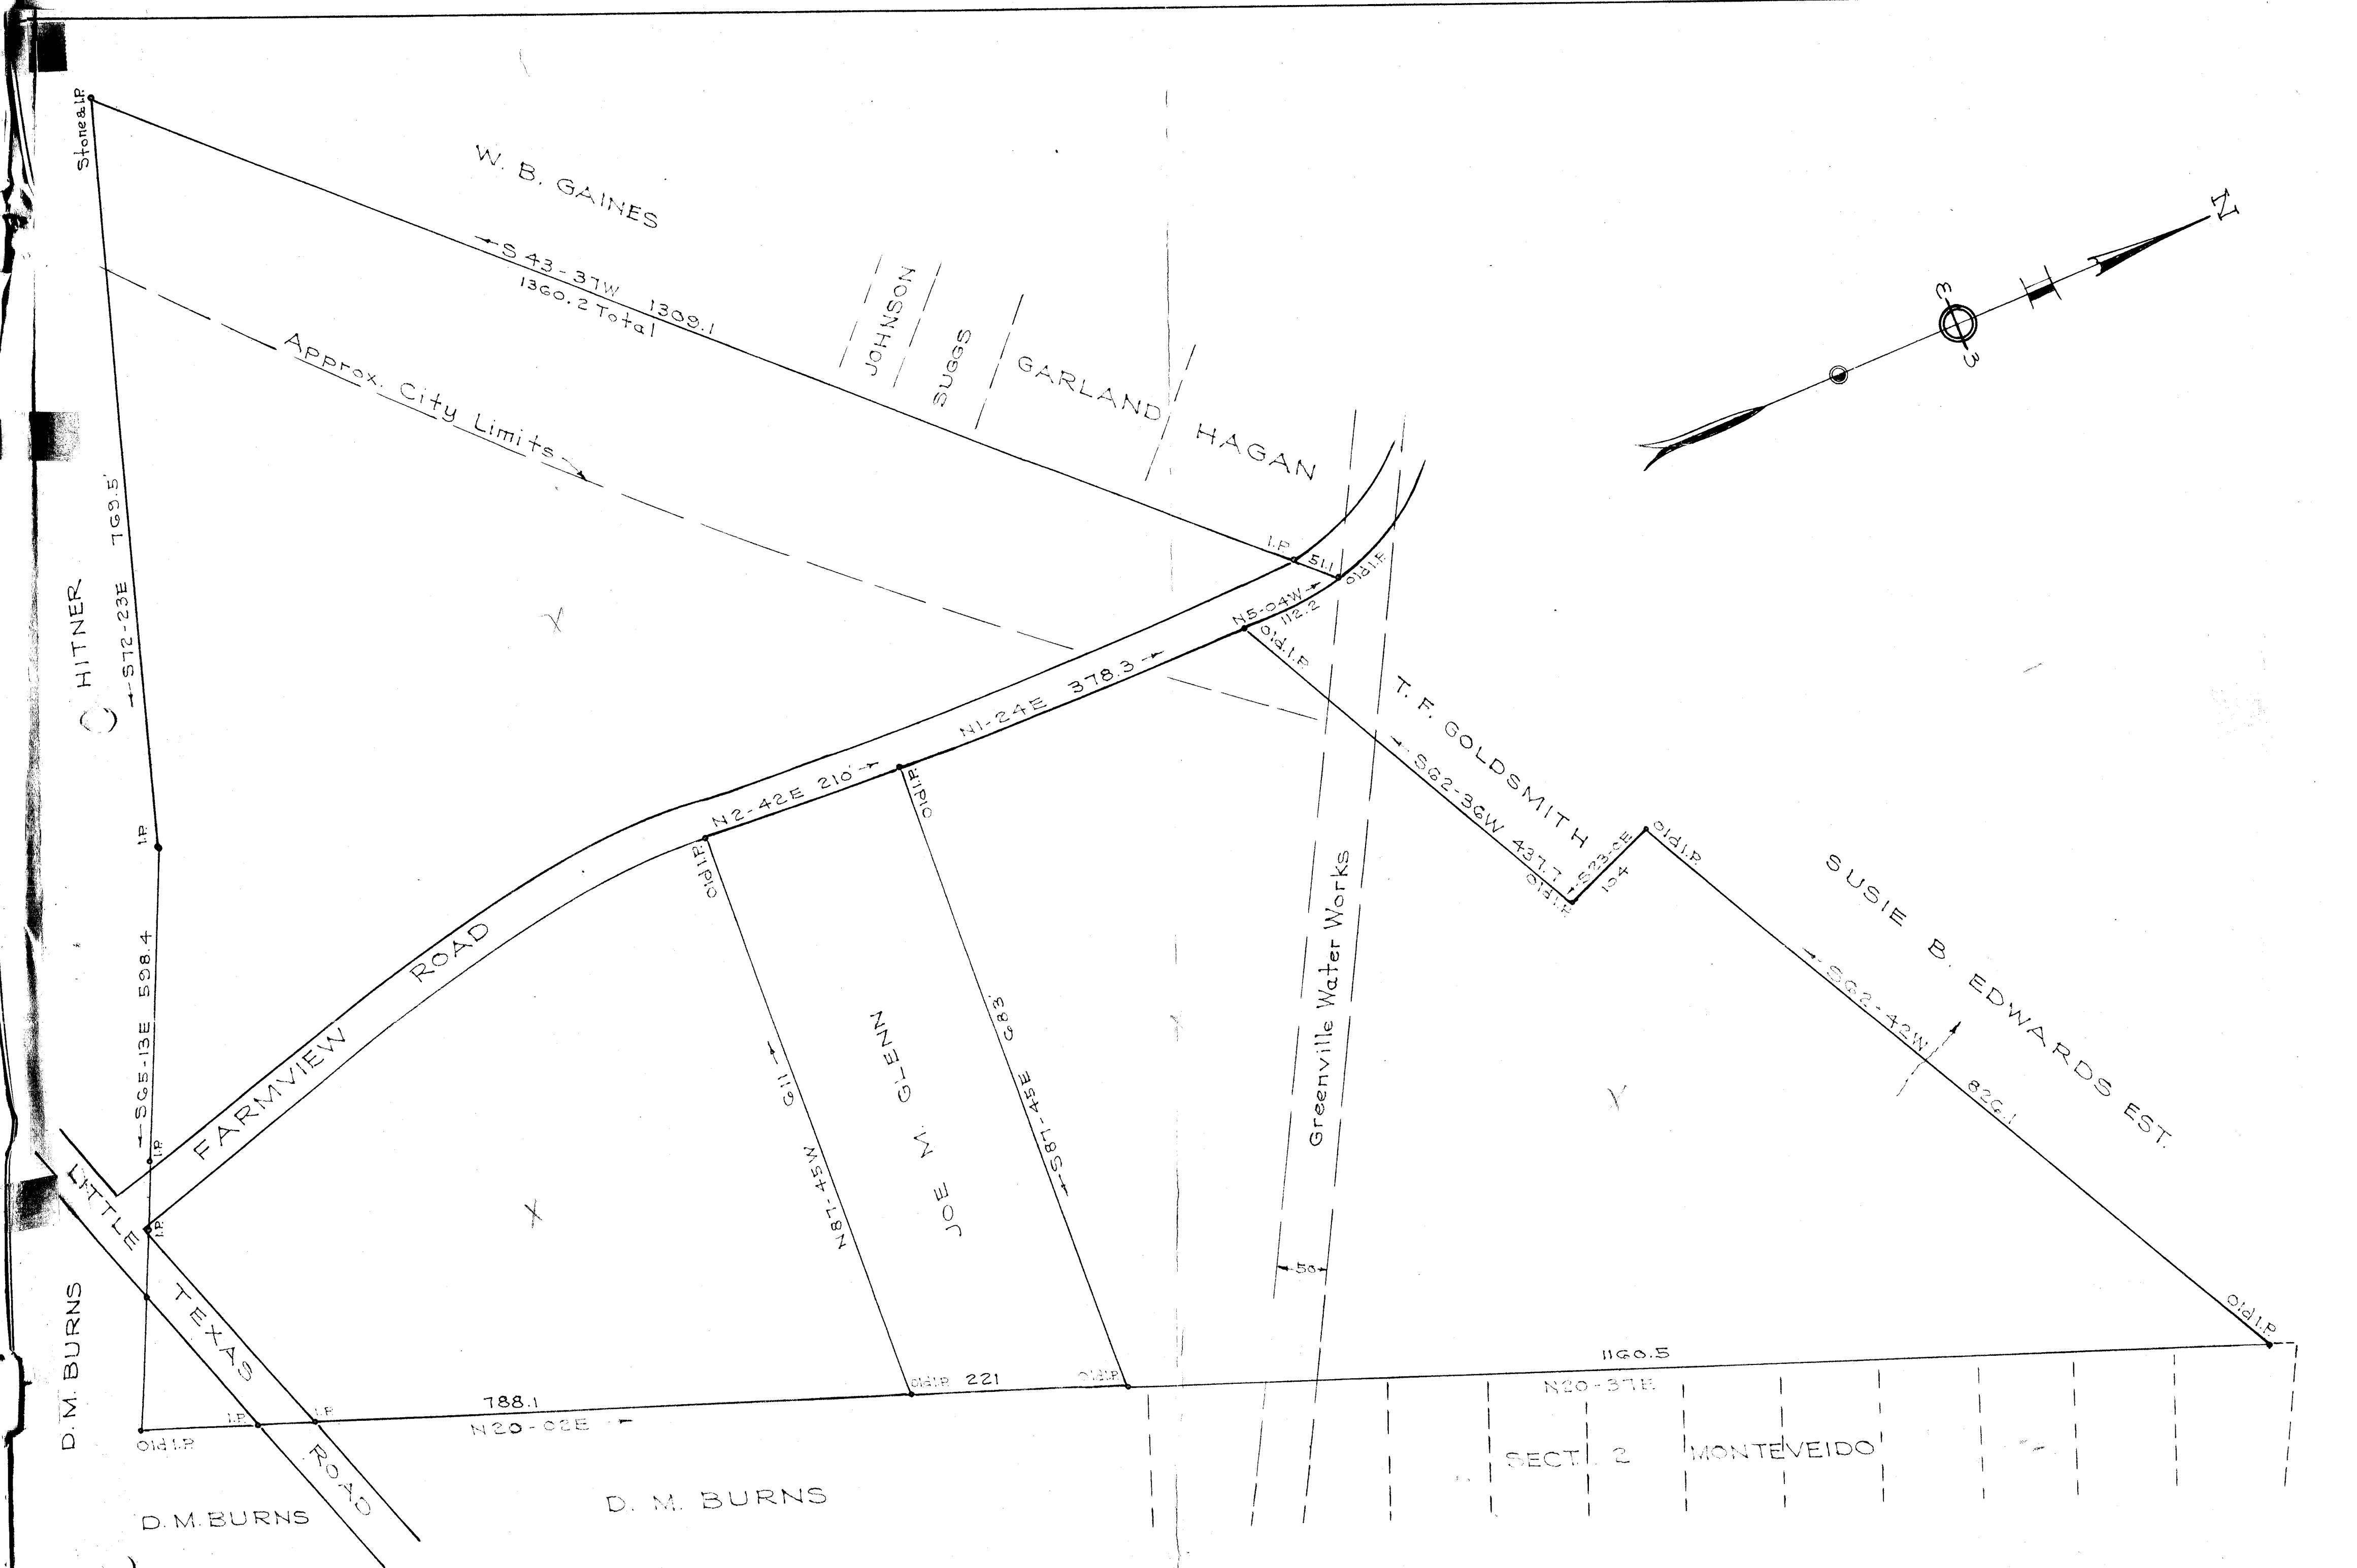 Stone & I.P.
W. B. GAINES
S 43-37W 1309.1
1360.2 Total
Approx. City Limits
JOHNSON
SUGGS
GARLAND
HAGAN
N
HITNER
S72-23E 769.5'
I.P.
S65-13E 598.4
I.P.
I.P.
I.P.
51.1
Old I.P.
N5-04W
112.2
Old I.P.
N1-24E 378.3
N2-42E 210'
Old I.P.
Old I.P.
FARMVIEW ROAD
T. F. GOLDSMITH
S62-36W 437.7
Old I.P.
S23-0E
104
Old I.P.
SUSIE B. EDWARDS EST.
S62-42W 826.1
Old I.P.
Greenville Water Works
50
N87-45W 611
JOE M. GLENN
S87-45E 683'
LITTLE TEXAS ROAD
D. M. BURNS
Old I.P.
I.P.
I.P.
788.1
N20-02E
Old I.P.
221
Old I.P.
1160.5
N20-37E
SECT. 2 MONTEVEIDO
D. M. BURNS
D. M. BURNS